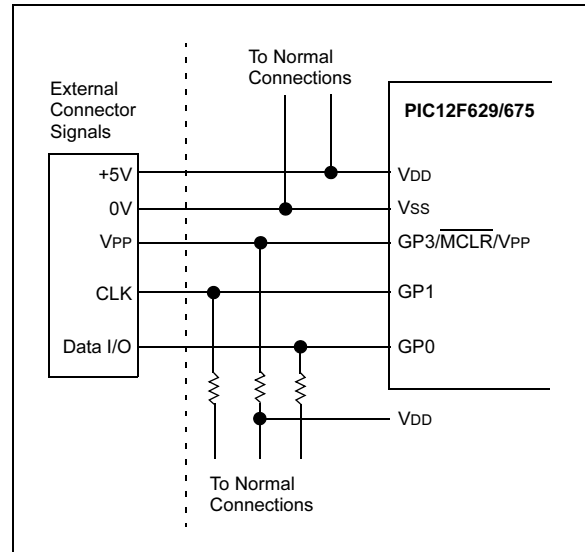 To Normal
Connections
External
Connector
Signals
PIC12F629/675
+5V
VDD
0V
VSS
VPP
GP3/MCLR/VPP
CLK
GP1
Data I/O
GP0
VDD
To Normal
Connections